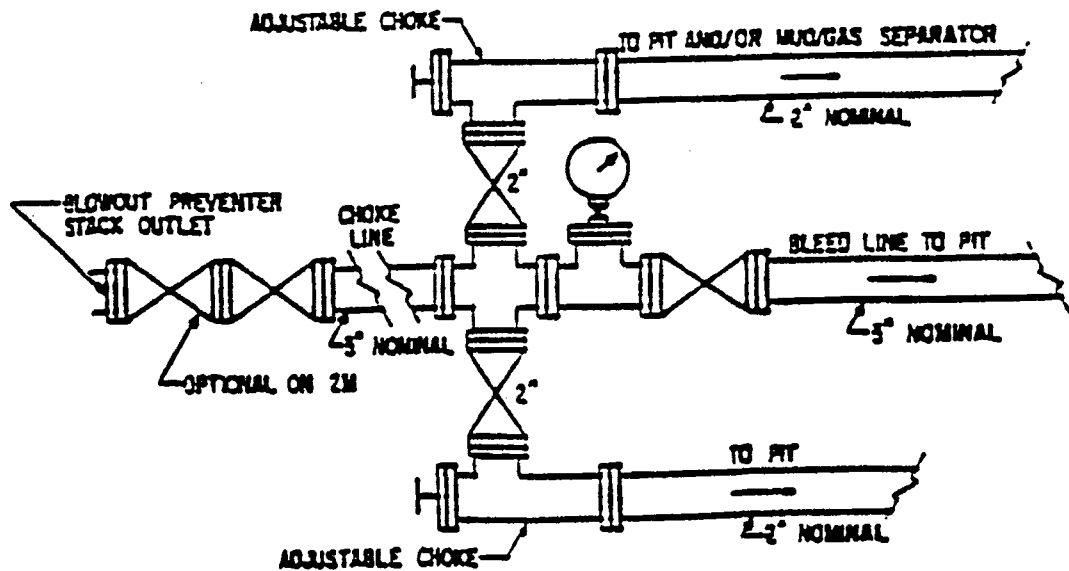 ADJUSTABLE CHOKE
TO PIT AND/OR MUD/GAS SEPARATOR
2" NOMINAL
2"
BLOWOUT PREVENTER
STACK OUTLET
CHOKE
LINE
BLEED LINE TO PIT
3" NOMINAL
3" NOMINAL
OPTIONAL ON 2M
2"
TO PIT
2" NOMINAL
ADJUSTABLE CHOKE